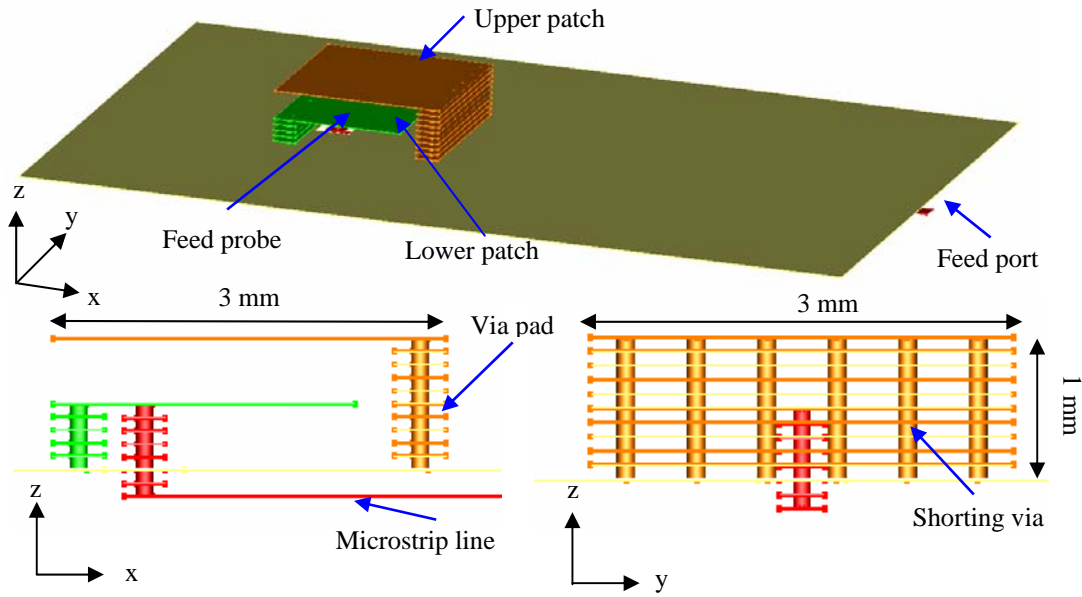 Upper patch
z
y
x
Feed probe
Lower patch
Feed port
3 mm
Via pad
z
x
Microstrip line
3 mm
1 mm
z
y
Shorting via